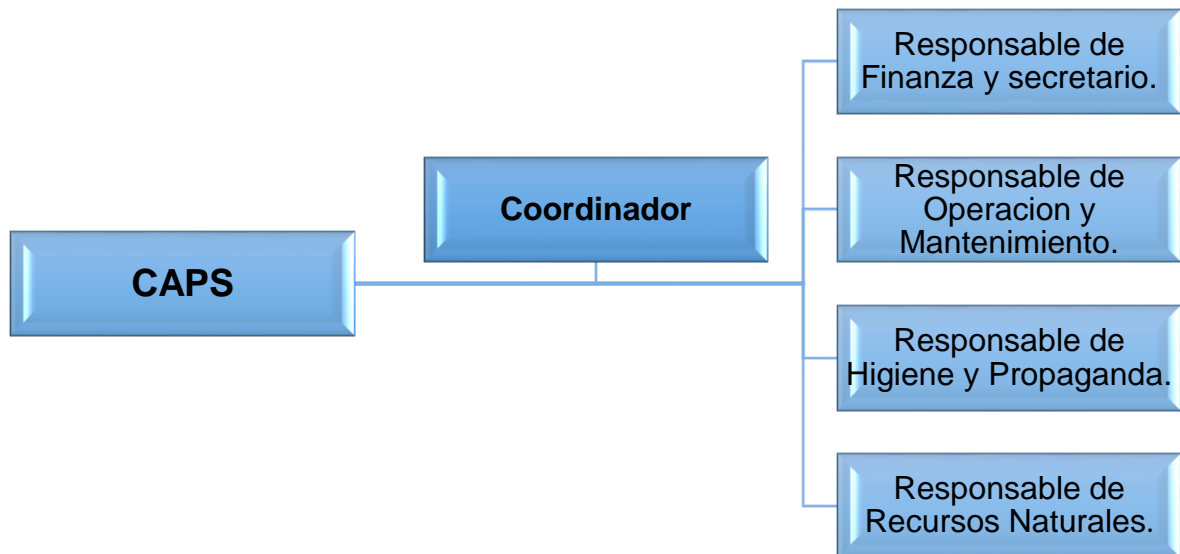 CAPS
Coordinador
Responsable de
Finanza y secretario.
Responsable de
Operacion y
Mantenimiento.
Responsable de
Higiene y Propaganda.
Responsable de
Recursos Naturales.